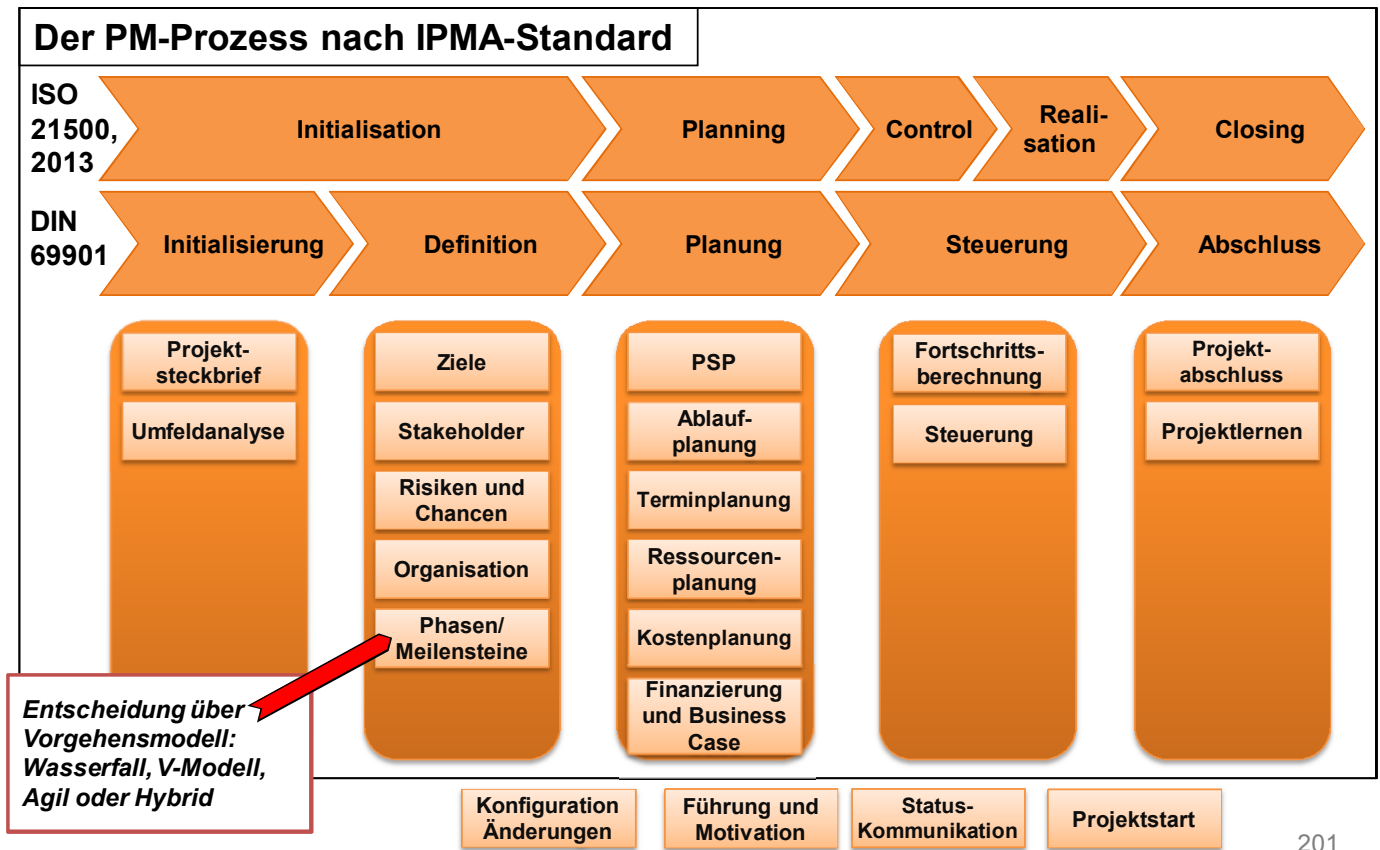 Der PM-Prozess nach IPMA-Standard
ISO
21500,
2013
Initialisation
Planning
Control
Reali-
sation
Closing
DIN
69901
Initialisierung
Definition
Planung
Steuerung
Abschluss
Projekt-
steckbrief
Umfeldanalyse
Ziele
Stakeholder
Risiken und
Chancen
Organisation
Phasen/
Meilensteine
PSP
Ablauf-
planung
Terminplanung
Ressourcen-
planung
Kostenplanung
Finanzierung
und Business
Case
Fortschritts-
berechnung
Steuerung
Projekt-
abschluss
Projektlernen
Entscheidung über
Vorgehensmodell:
Wasserfall, V-Modell,
Agil oder Hybrid
Konfiguration
Änderungen
Führung und
Motivation
Status-
Kommunikation
Projektstart
201